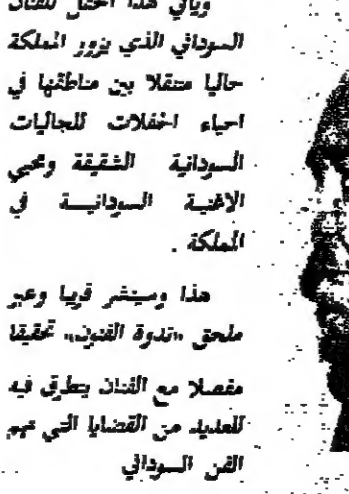 ويأتي هذا الحفل للفنان
السوداني الذي يزور المملكة
حاليا متنقلا بين مناطقها في
احياء الحفلات للجاليات
السودانية الشقيقة ومحبي
الاغنية السودانيـة في
المملكة .
هذا وسينشر قريبا وعبر
ملحق «ندوة الفنون» تحقيقا
مفصلا مع الفنان يتطرق فيه
للعديد من القضايا التي تهم
الفن السوداني